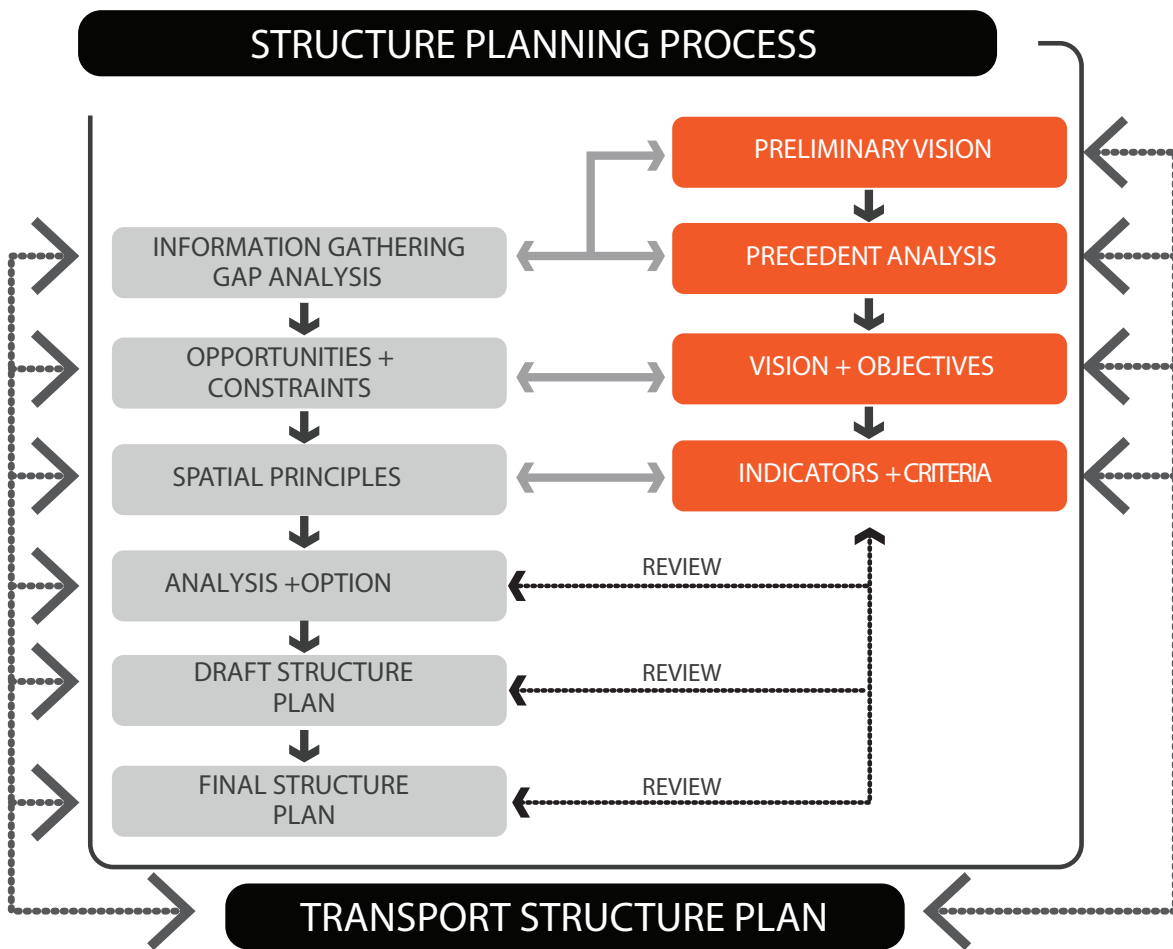 STRUCTURE PLANNING PROCESS
PRELIMINARY VISION
INFORMATION GATHERING
GAP ANALYSIS
PRECEDENT ANALYSIS
OPPORTUNITIES +
CONSTRAINTS
VISION + OBJECTIVES
SPATIAL PRINCIPLES
INDICATORS +CRITERIA
ANALYSIS +OPTION
REVIEW
DRAFT STRUCTURE
PLAN
REVIEW
FINAL STRUCTURE
PLAN
REVIEW
TRANSPORT STRUCTURE PLAN